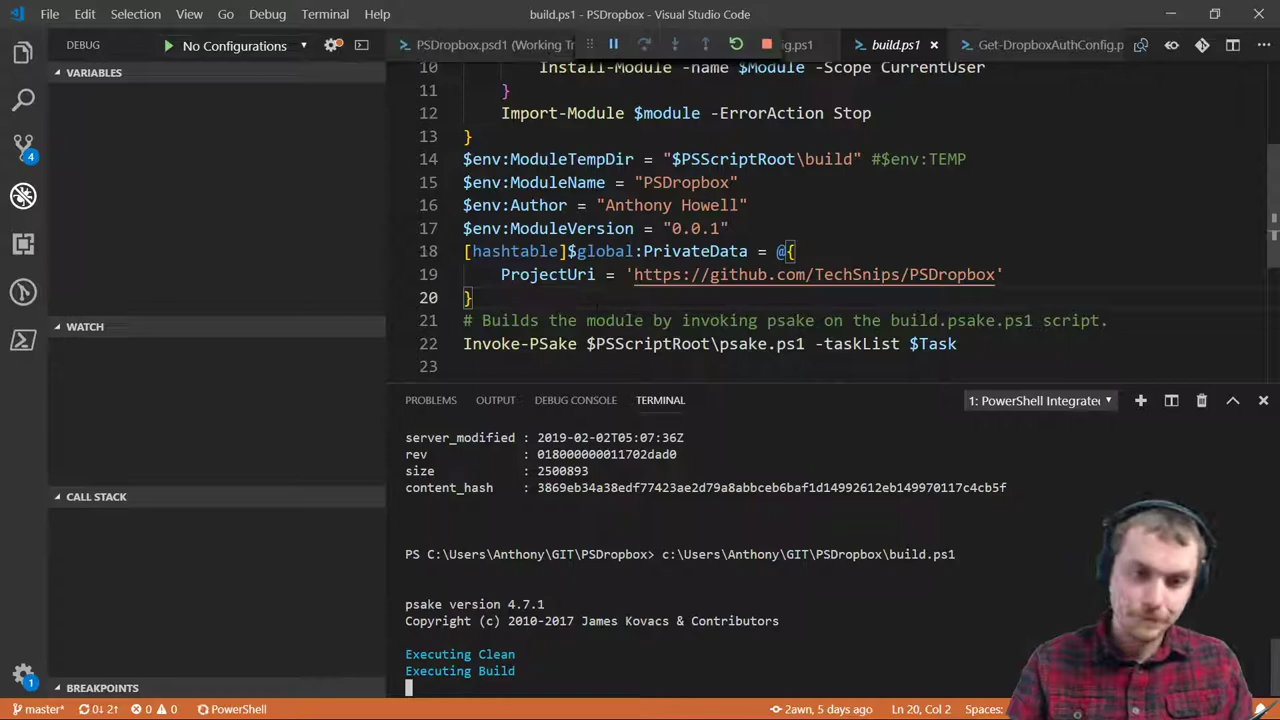 File Edit Selection View Go Debug Terminal Help
build.ps1 - PSDropbox - Visual Studio Code
DEBUG
No Configurations
PSDropbox.psd1 (Working T
ig.ps1
build.ps1
Get-DropboxAuthConfig.p
VARIABLES
10 Install-Module -name $Module -Scope CurrentUser
11 }
12 Import-Module $module -ErrorAction Stop
13 }
14 $env:ModuleTempDir = "$PSScriptRoot\build" #$env:TEMP
15 $env:ModuleName = "PSDropbox"
16 $env:Author = "Anthony Howell"
17 $env:ModuleVersion = "0.0.1"
18 [hashtable]$global:PrivateData = @{
19 ProjectUri = 'https://github.com/TechSnips/PSDropbox'
20 }
21 # Builds the module by invoking psake on the build.psake.ps1 script.
22 Invoke-PSake $PSScriptRoot\psake.ps1 -taskList $Task
23
4
WATCH
CALL STACK
BREAKPOINTS
PROBLEMS OUTPUT DEBUG CONSOLE TERMINAL
1: PowerShell Integrate
server_modified : 2019-02-02T05:07:36Z
rev : 018000000011702dad0
size : 2500893
content_hash : 3869eb34a38edf77423ae2d79a8abbceb6baf1d14992612eb149970117c4cb5f
PS C:\Users\Anthony\GIT\PSDropbox> c:\Users\Anthony\GIT\PSDropbox\build.ps1
psake version 4.7.1
Copyright (c) 2010-2017 James Kovacs & Contributors
Executing Clean
Executing Build
1
master* 0↓ 2↑ 0 0 PowerShell
2awn, 5 days ago Ln 20, Col 2 Spaces: